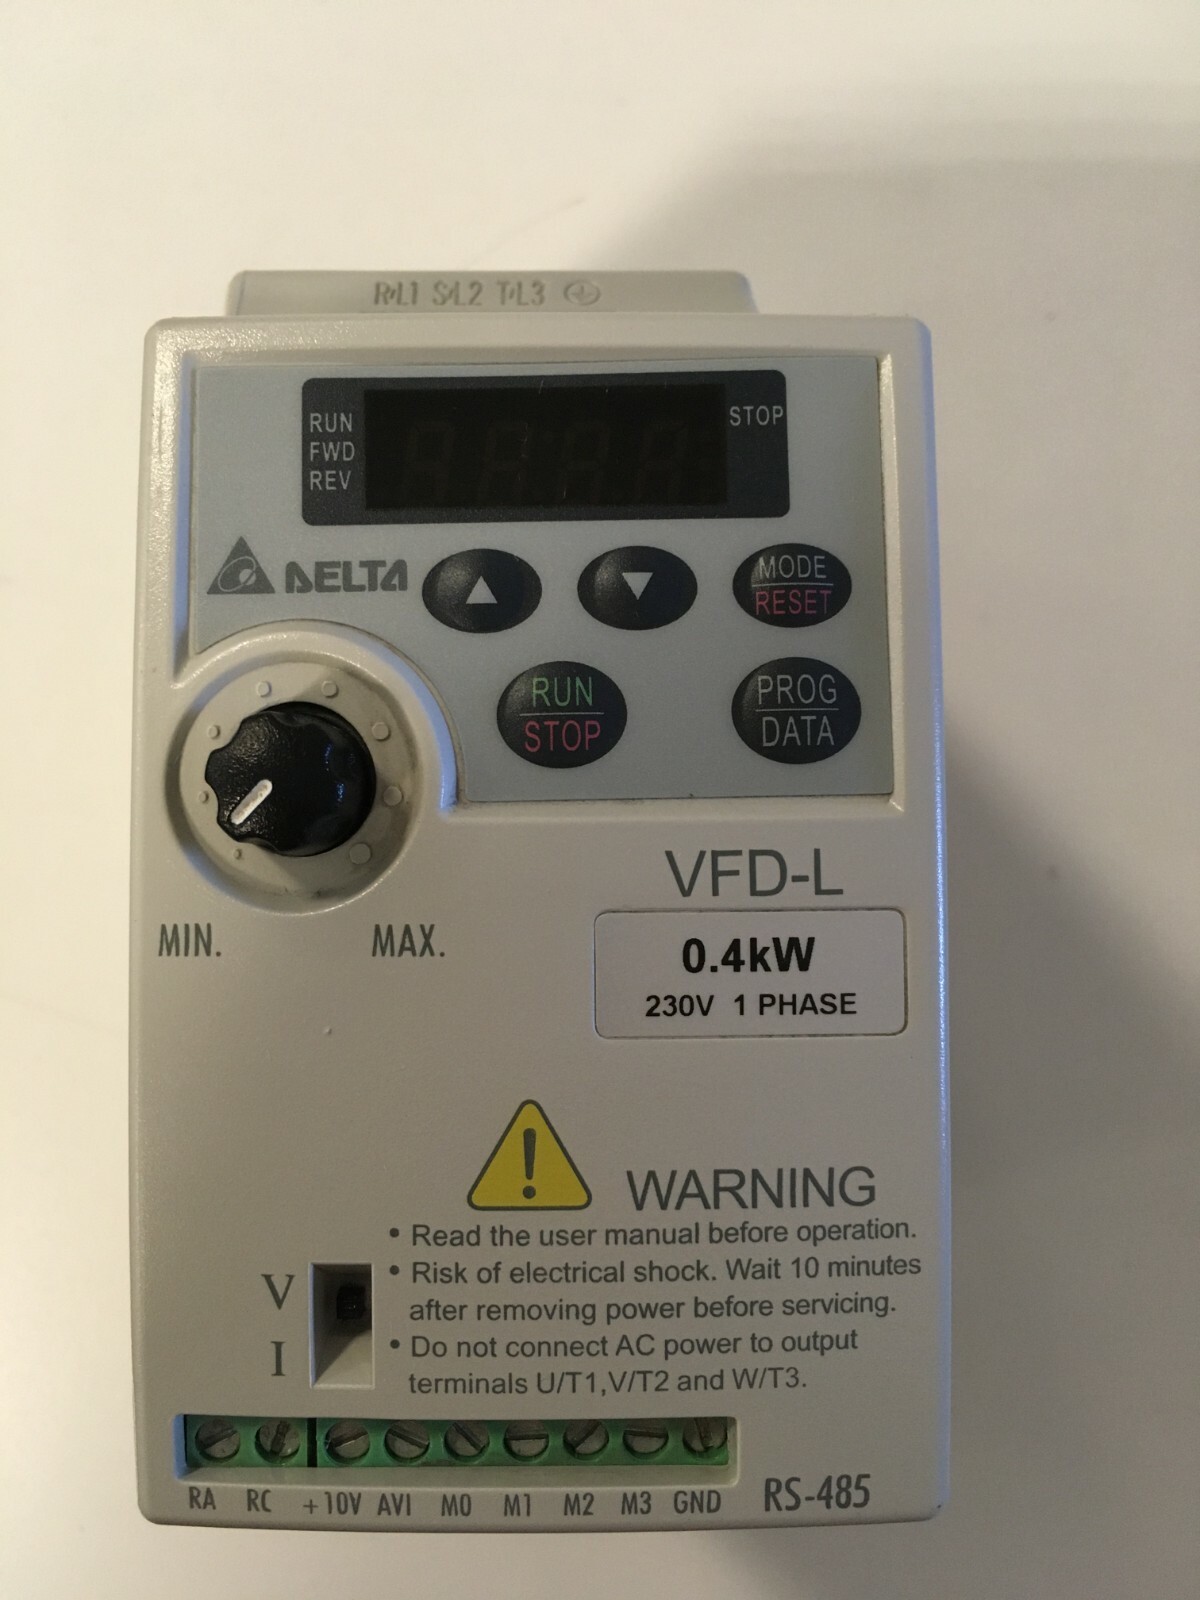 R/L1 S/L2 T/L3
RUN
FWD
REV
STOP
DELTA
MODE
RESET
RUN
STOP
PROG
DATA
MIN.
MAX.
VFD-L
0.4kW
230V 1 PHASE
WARNING
• Read the user manual before operation.
• Risk of electrical shock. Wait 10 minutes
after removing power before servicing.
• Do not connect AC power to output
terminals U/T1,V/T2 and W/T3.
V
I
RA RC +10V AVI M0 M1 M2 M3 GND
RS-485